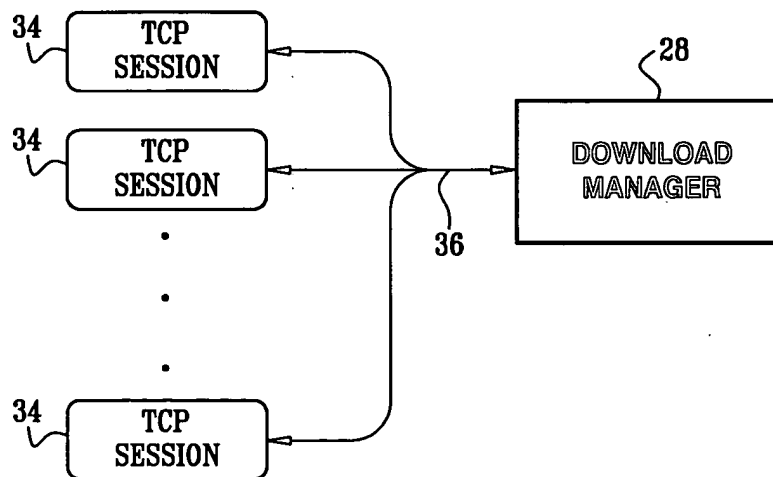 34
TCP
SESSION
28
34
TCP
SESSION
DOWNLOAD
MANAGER
36
34
TCP
SESSION